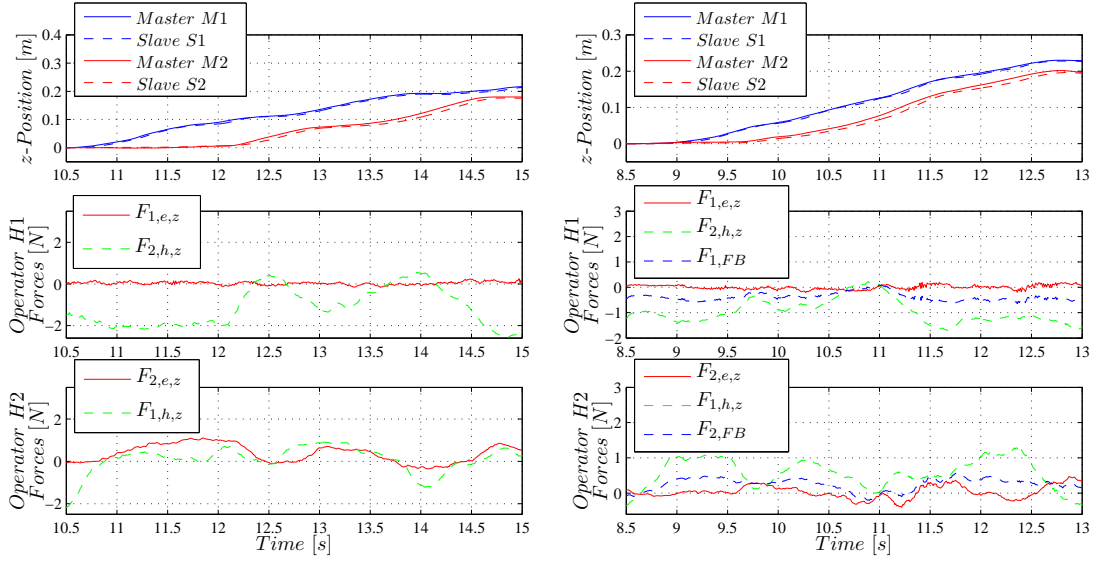 Master M1
Slave S1
Master M2
Slave S2
z-Position [m]
0.4
0.2
0
10.5 11 11.5 12 12.5 13 13.5 14 14.5 15
F1,e,z
F2,h,z
Operator H1
Forces [N]
2
0
−2
10.5 11 11.5 12 12.5 13 13.5 14 14.5 15
F2,e,z
F1,h,z
Operator H2
Forces [N]
2
0
2
10.5 11 11.5 12 12.5 13 13.5 14 14.5 15
Time [s]
Master M1
Slave S1
Master M2
Slave S2
z-Position [m]
0.3
0.2
0.1
0
8.5 9 9.5 10 10.5 11 11.5 12 12.5 13
F1,e,z
F2,h,z
F1,FB
Operator H1
Forces [N]
3
2
1
0
−1
−2
8.5 9 9.5 10 10.5 11 11.5 12 12.5 13
F2,e,z
F1,h,z
F2,FB
Operator H2
Forces [N]
3
1
0
8.5 9 9.5 10 10.5 11 11.5 12 12.5 13
Time [s]